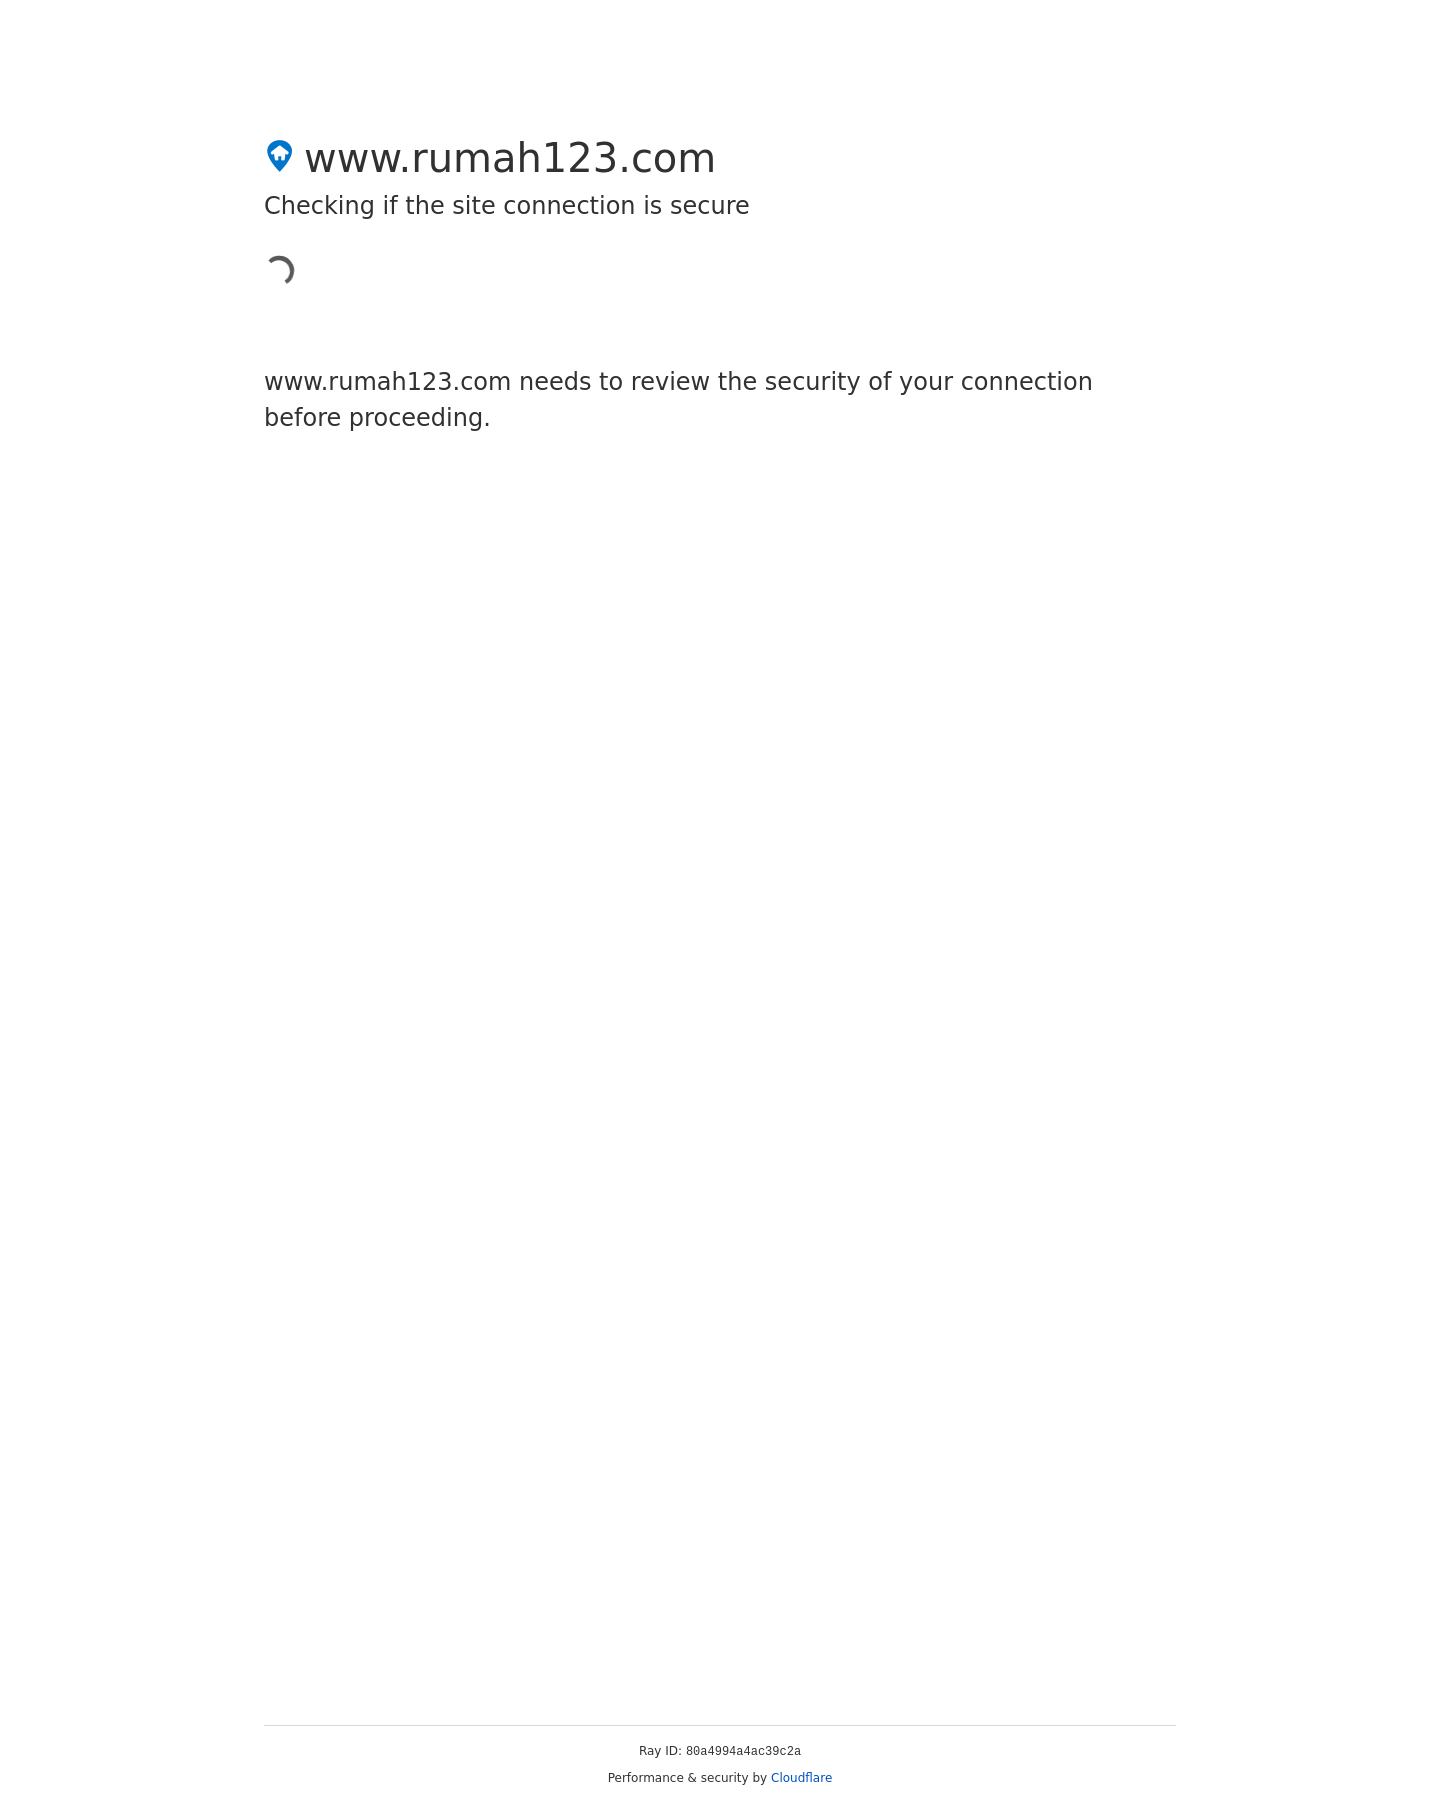 www.rumah123.com
Checking if the site connection is secure
www.rumah123.com needs to review the security of your connection
before proceeding.
Ray ID: 80a4994a4ac39c2a
Performance & security by Cloudflare